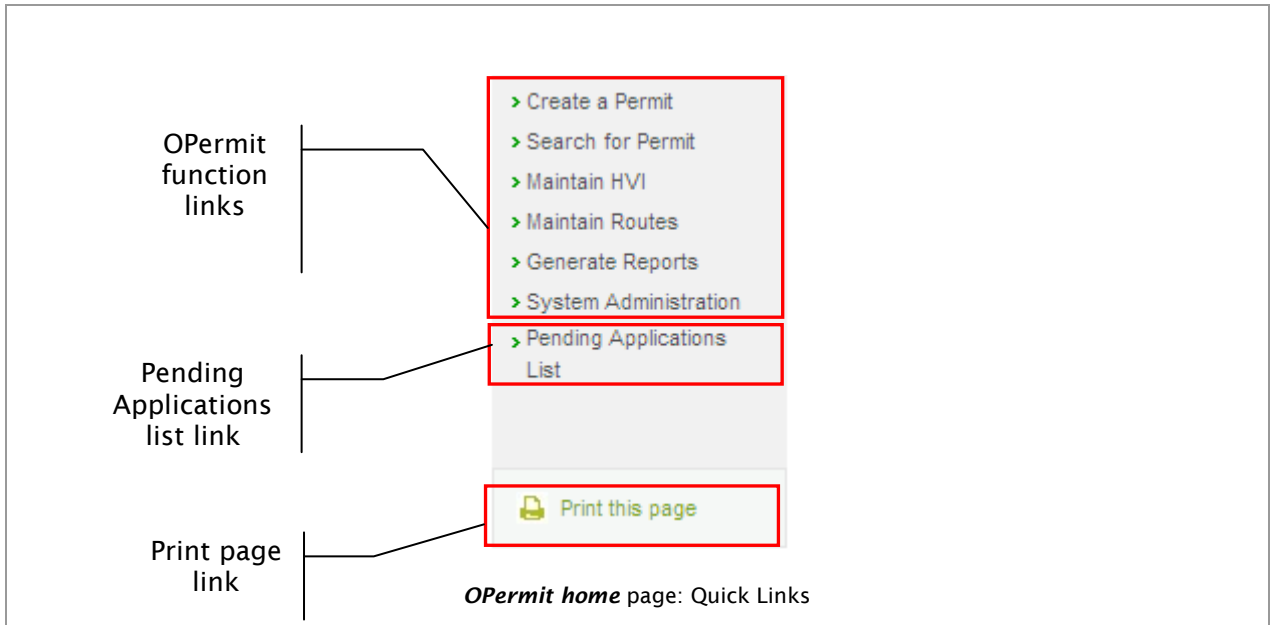 OPermit
function
links
> Create a Permit
> Search for Permit
> Maintain HVI
> Maintain Routes
> Generate Reports
> System Administration
Pending
Applications
list link
> Pending Applications
List
Print page
link
Print this page
OPermit home page: Quick Links